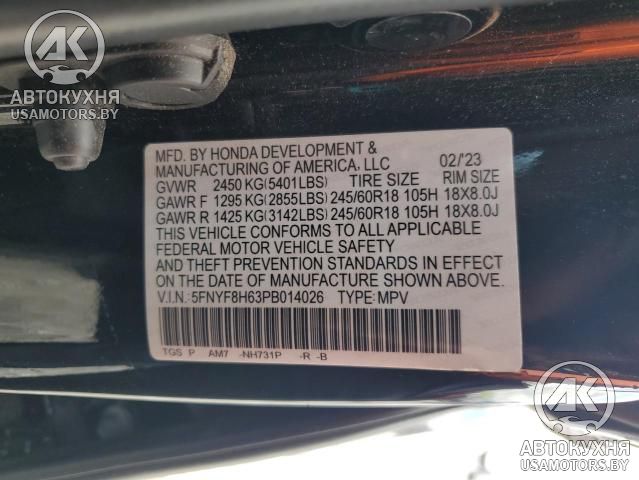 AK
АВТОКУХНЯ
USAMOTORS.BY
MFD. BY HONDA DEVELOPMENT &
MANUFACTURING OF AMERICA, LLC 02/'23
GVWR 2450 KG(5401LBS) TIRE SIZE RIM SIZE
GAWR F 1295 KG(2855LBS) 245/60R18 105H 18X8.0J
GAWR R 1425 KG(3142LBS) 245/60R18 105H 18X8.0J
THIS VEHICLE CONFORMS TO ALL APPLICABLE
FEDERAL MOTOR VEHICLE SAFETY
AND THEFT PREVENTION STANDARDS IN EFFECT
ON THE DATE OF MANUFACTURE SHOWN ABOVE.
V.I.N.: 5FNYF8H63PB014026 TYPE: MPV
TGS P AM7 -NH731P -R -B
AK
АВТОКУХНЯ
USAMOTORS.BY